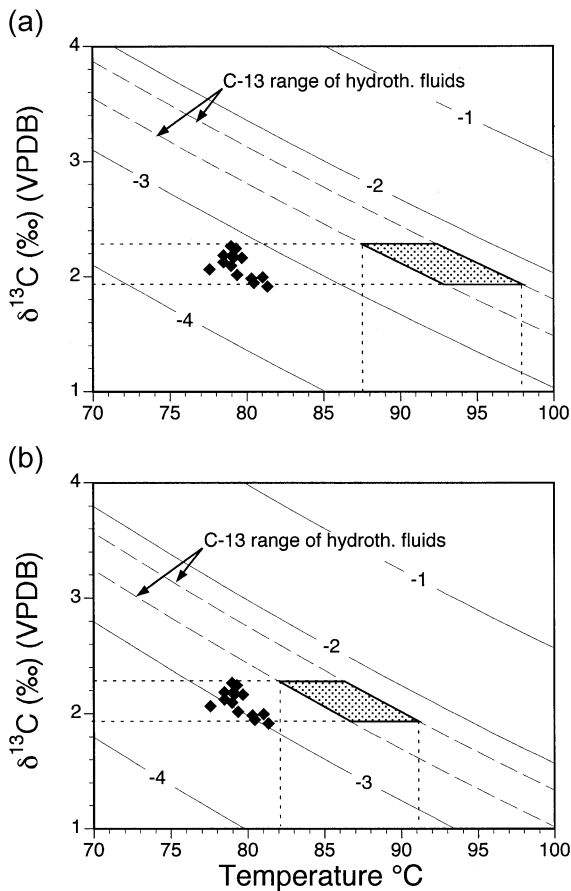 (a)
4
C-13 range of hydroth. fluids
-1
3
-3
-2
δ13C (‰) (VPDB)
2
-4
1
70 75 80 85 90 95 100
(b)
4
C-13 range of hydroth. fluids
-1
3
-2
δ13C (‰) (VPDB)
2
-4
-3
1
70 75 80 85 90 95 100
Temperature °C